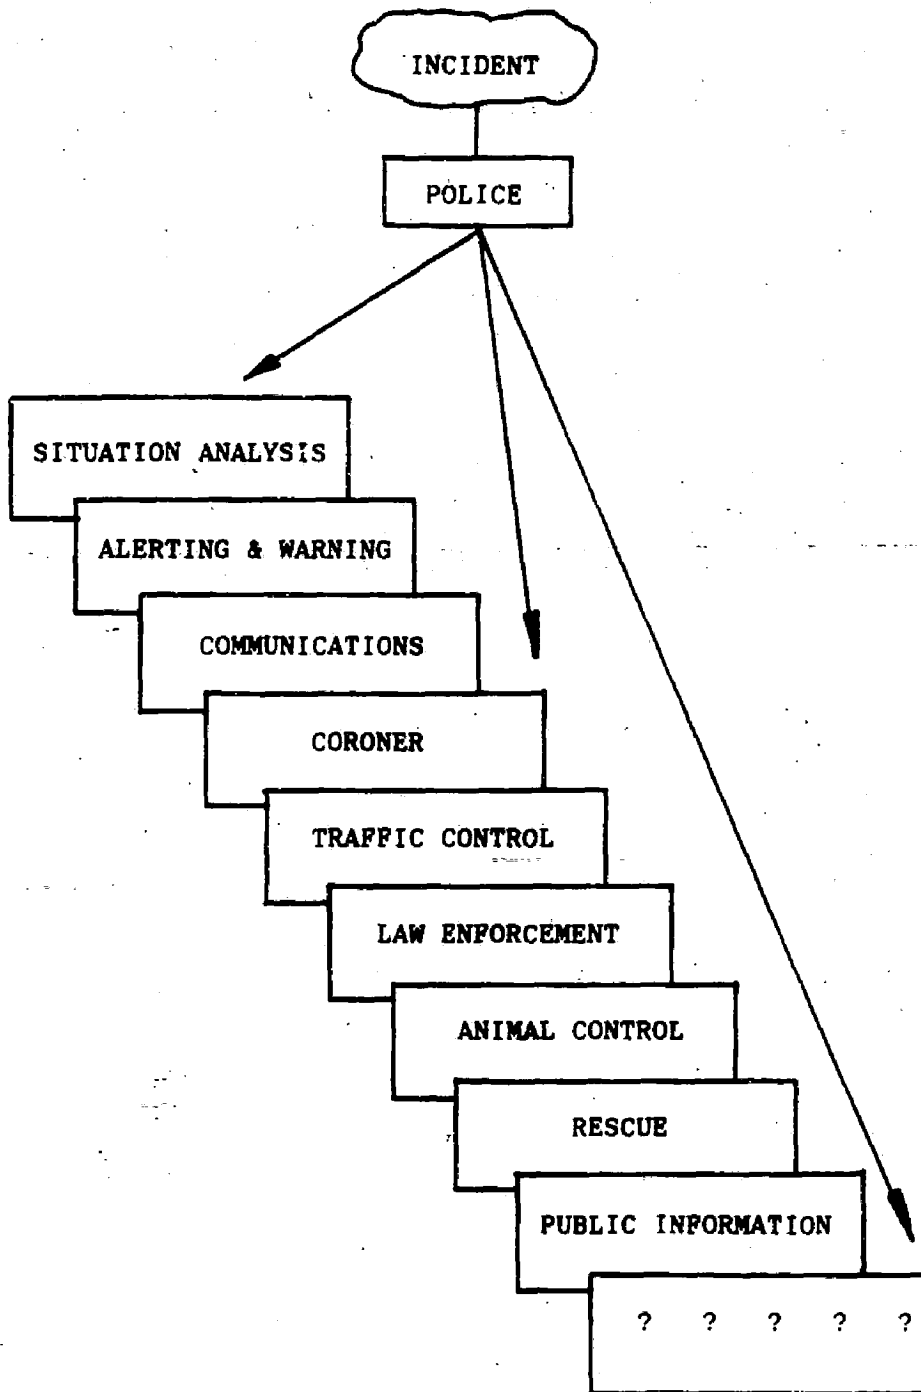 INCIDENT
POLICE
SITUATION ANALYSIS
ALERTING & WARNING
COMMUNICATIONS
CORONER
TRAFFIC CONTROL
LAW ENFORCEMENT
ANIMAL CONTROL
RESCUE
PUBLIC INFORMATION
? ? ? ? ?